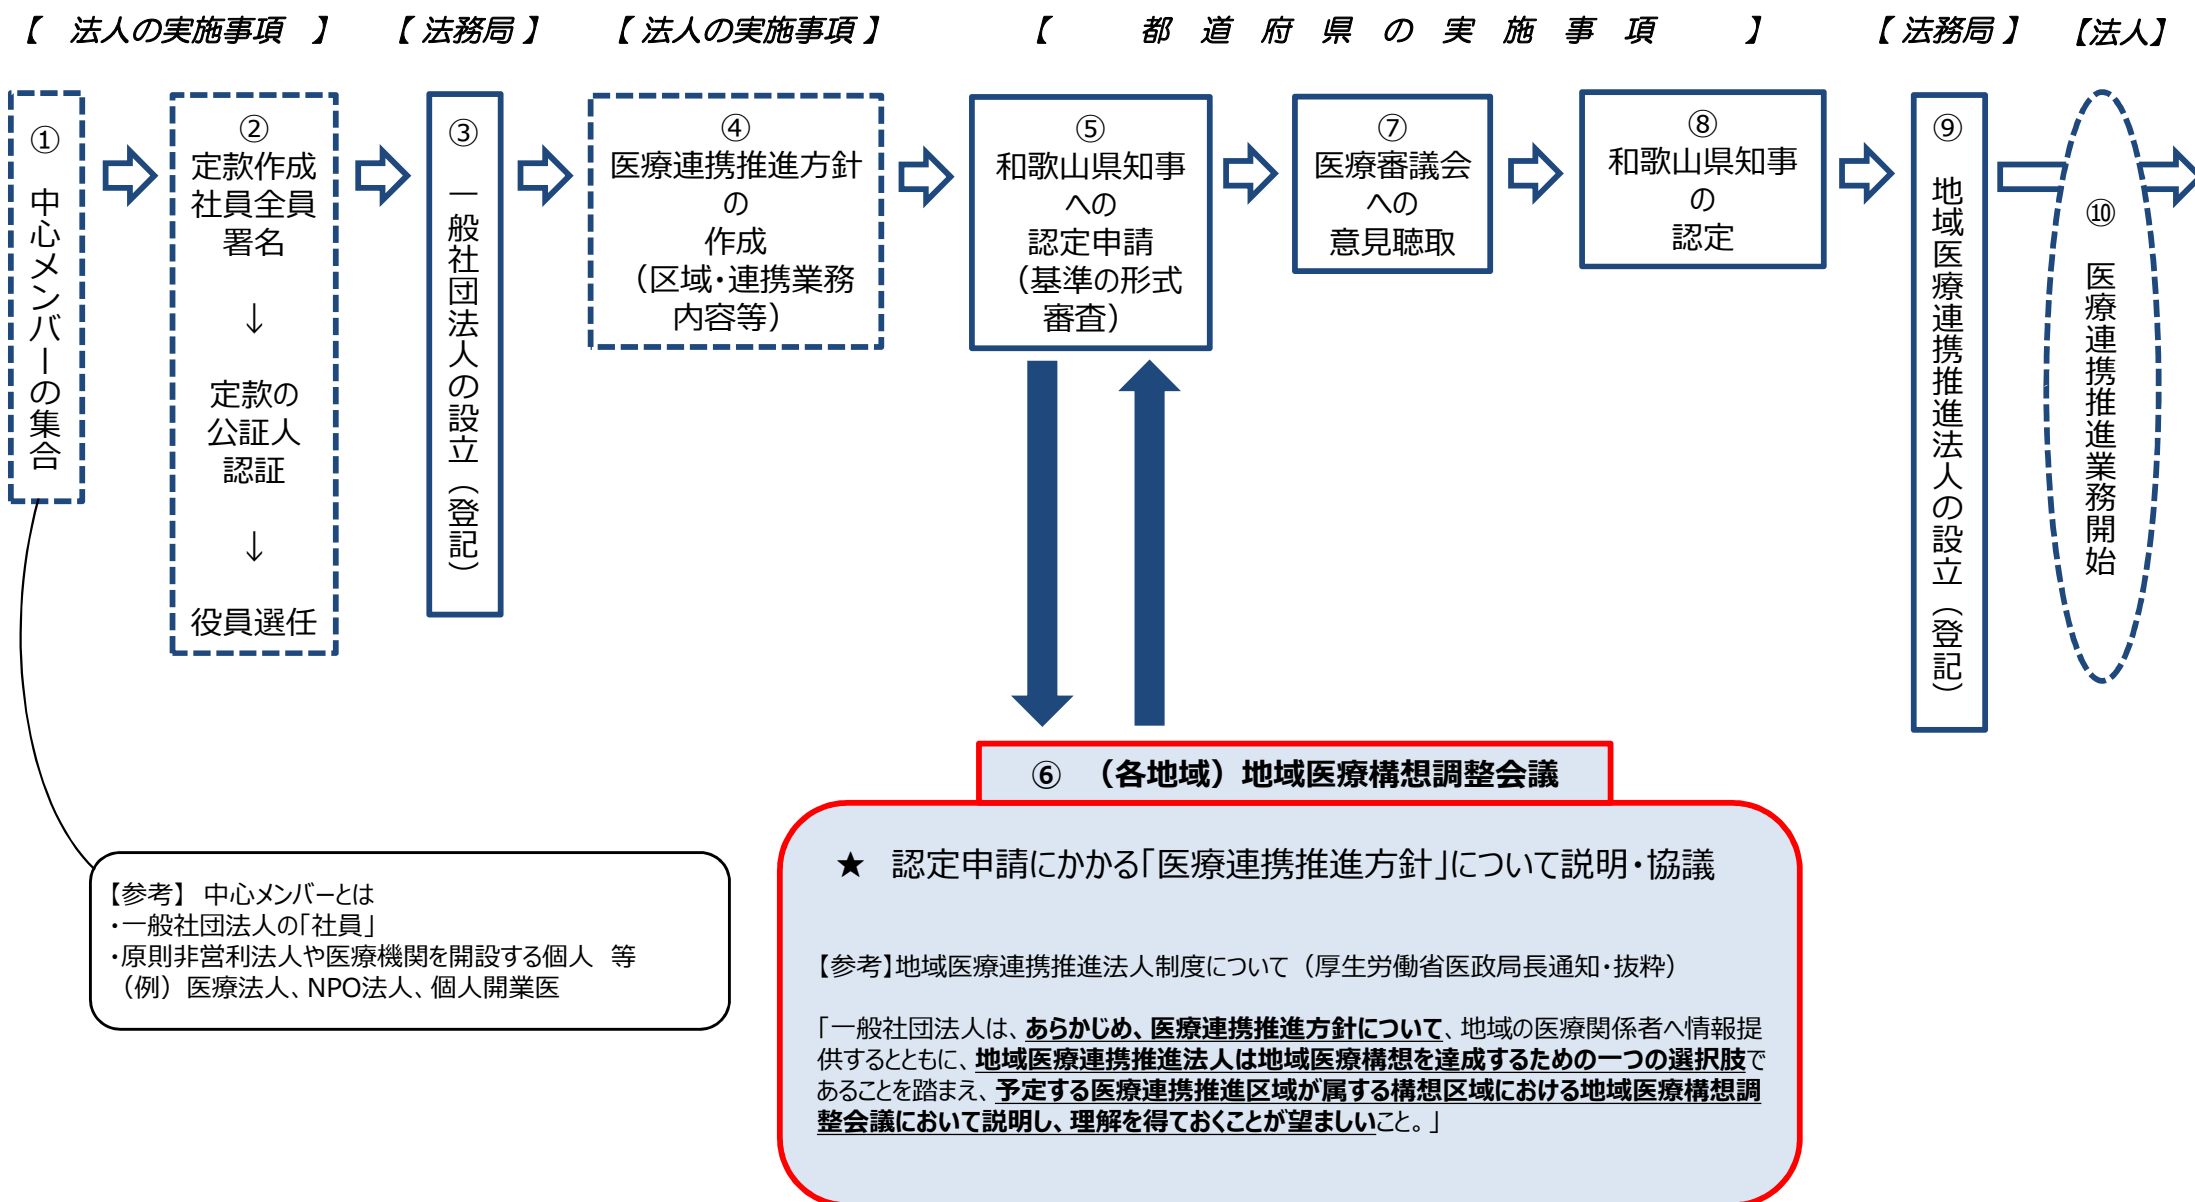 【　法人の実施事項　】
【 法務局 】
【 法人の実施事項 】
【　都道府県の実施事項　】
【 法務局 】
【法人】
①　中心メンバーの集合
②
定款作成
社員全員
署名
↓
定款の
公証人
認証
↓
役員選任
③　一般社団法人の設立（登記）
④
医療連携推進方針
の
作成
（区域・連携業務
内容等）
⑤
和歌山県知事
への
認定申請
（基準の形式
審査）
⑦
医療審議会
への
意見聴取
⑧
和歌山県知事
の
認定
⑨　地域医療連携推進法人の設立（登記）
⑩　医療連携推進業務開始
⑥　（各地域）地域医療構想調整会議
★　認定申請にかかる「医療連携推進方針」について説明・協議
【参考】地域医療連携推進法人制度について（厚生労働省医政局長通知・抜粋）
「一般社団法人は、あらかじめ、医療連携推進方針について、地域の医療関係者へ情報提
供するとともに、地域医療連携推進法人は地域医療構想を達成するための一つの選択肢で
あることを踏まえ、予定する医療連携推進区域が属する構想区域における地域医療構想調
整会議において説明し、理解を得ておくことが望ましいこと。」
【参考】 中心メンバーとは
・一般社団法人の「社員」
・原則非営利法人や医療機関を開設する個人　等
（例）医療法人、NPO法人、個人開業医